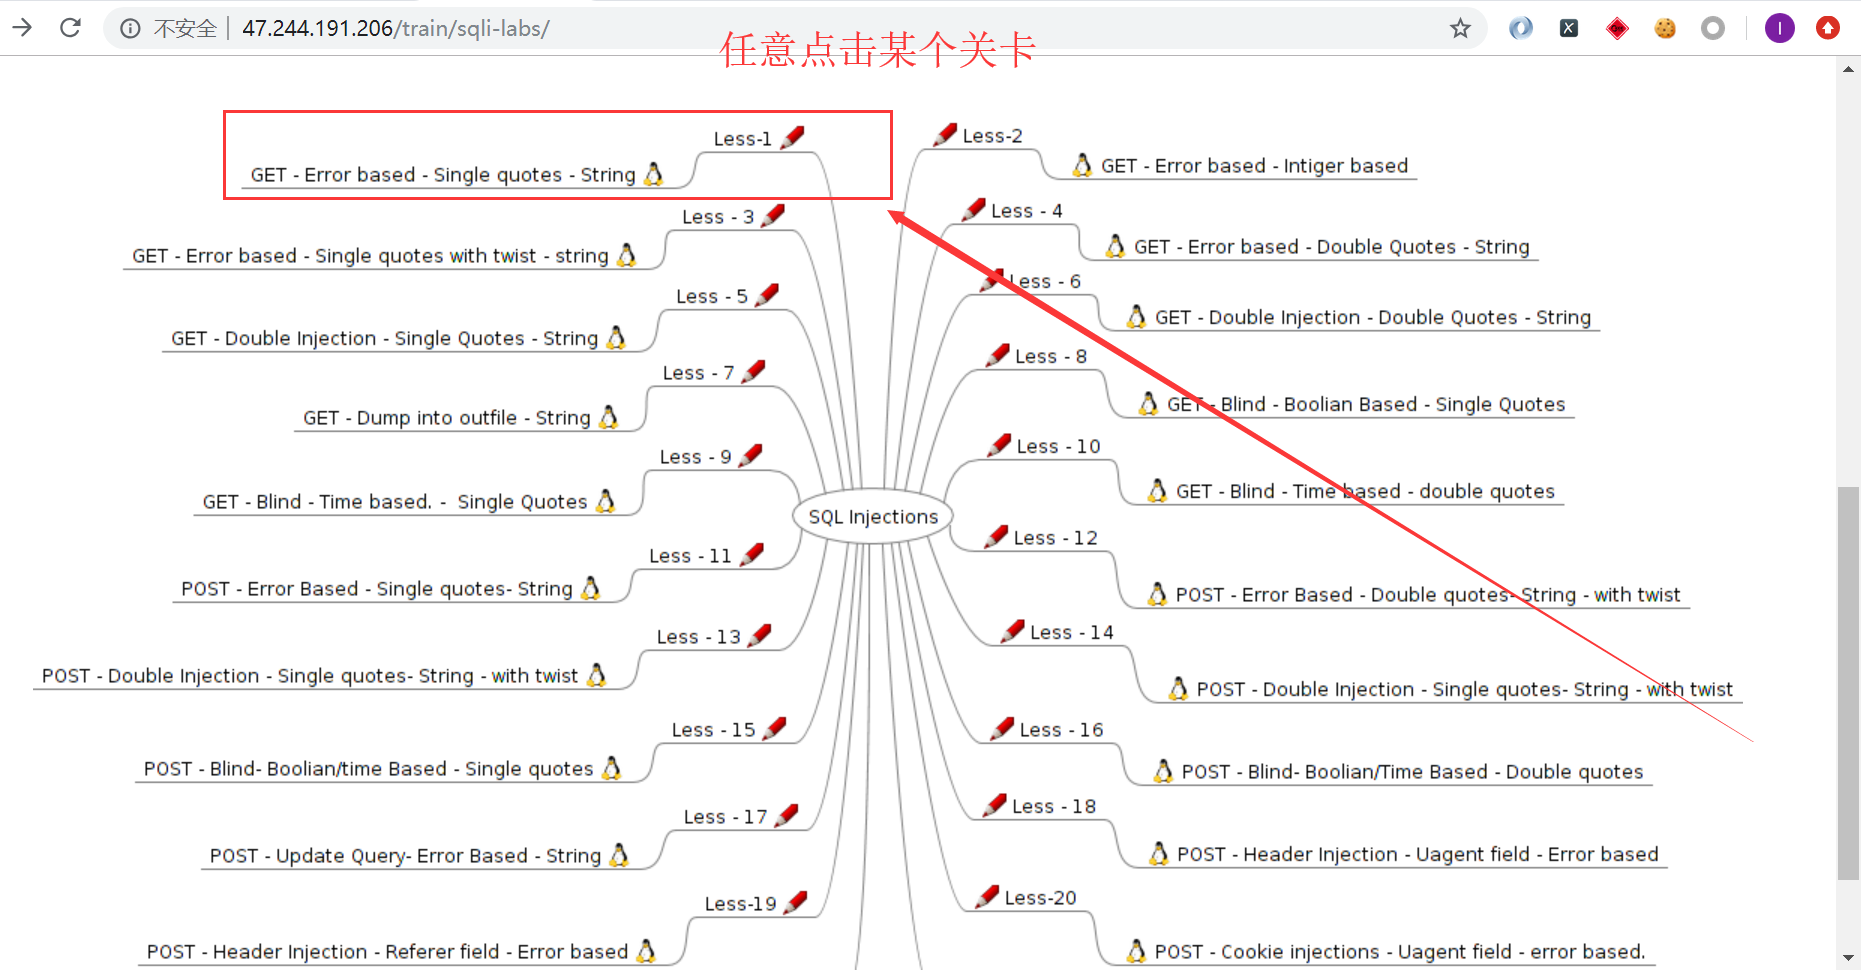 不安全 | 47.244.191.206/train/sqli-labs/
I
任意点击某个关卡
Less-1
GET - Error based - Single quotes - String
Less-2
GET - Error based - Intiger based
Less - 3
GET - Error based - Single quotes with twist - string
Less - 4
GET - Error based - Double Quotes - String
Less - 5
GET - Double Injection - Single Quotes - String
Less - 6
GET - Double Injection - Double Quotes - String
Less - 7
GET - Dump into outfile - String
Less - 8
GET - Blind - Boolian Based - Single Quotes
Less - 9
GET - Blind - Time based. - Single Quotes
Less - 10
GET - Blind - Time based - double quotes
SQL Injections
Less - 11
POST - Error Based - Single quotes- String
Less - 12
POST - Error Based - Double quotes- String - with twist
Less - 13
POST - Double Injection - Single quotes- String - with twist
Less - 14
POST - Double Injection - Single quotes- String - with twist
Less - 15
POST - Blind- Boolian/time Based - Single quotes
Less - 16
POST - Blind- Boolian/Time Based - Double quotes
Less - 17
POST - Update Query- Error Based - String
Less - 18
POST - Header Injection - Uagent field - Error based
Less-19
POST - Header Injection - Referer field - Error based
Less-20
POST - Cookie injections - Uagent field - error based.